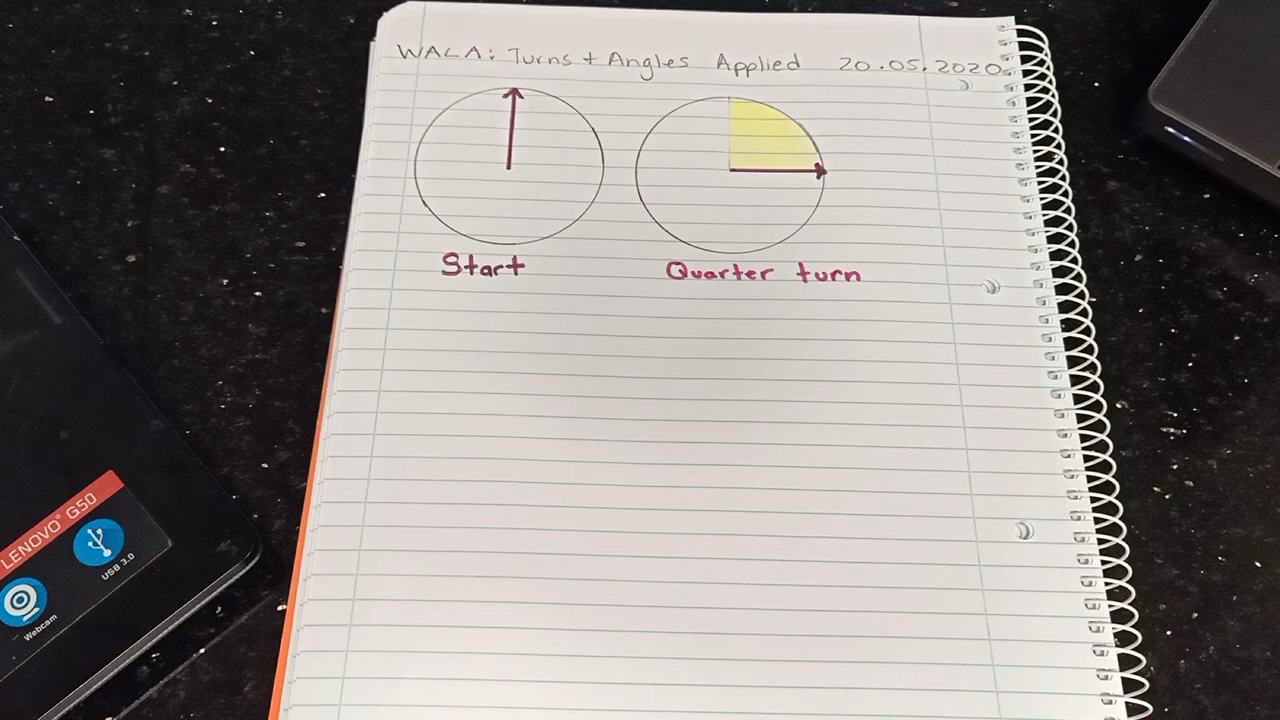 WALA: Turns + Angles Applied 20.05.2020
Start
Quarter turn
LENOVO® G50
USB 3.0
Webcam